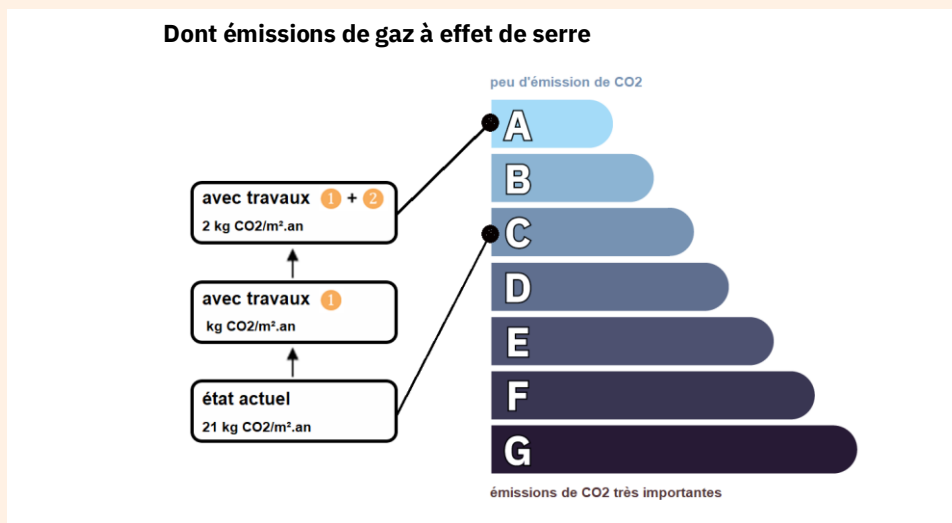 Dont émissions de gaz à effet de serre
peu d'émission de CO2
A
B
C
D
E
F
G
émissions de CO2 très importantes
avec travaux 1 + 2
2 kg CO2/m².an
avec travaux 1
kg CO2/m².an
état actuel
21 kg CO2/m².an